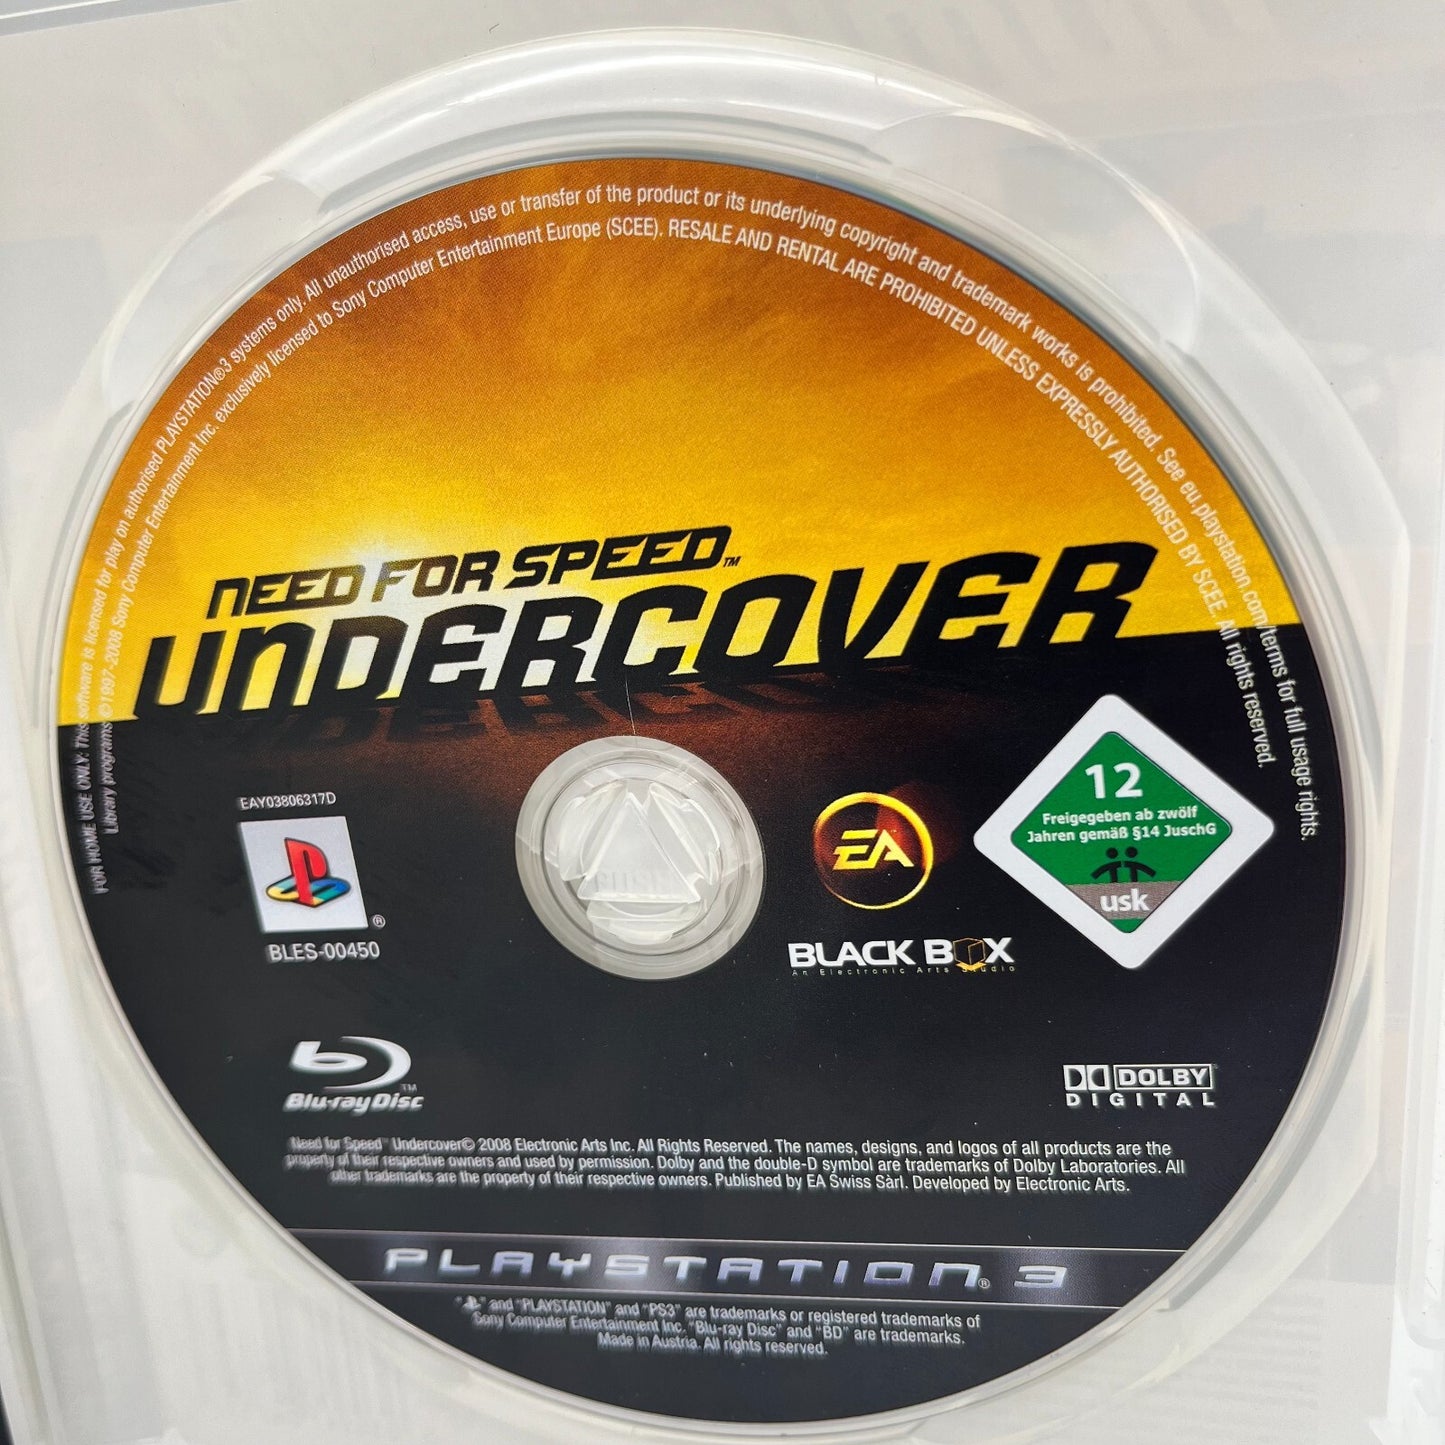 FOR HOME USE ONLY: This software is licensed for play on authorised PLAYSTATION®3 systems only. All unauthorised access, use or transfer of the product or its underlying copyright and trademark works is prohibited. See eu.playstation.com/terms for full usage rights.
Library programs ©1997-2008 Sony Computer Entertainment Inc. exclusively licensed to Sony Computer Entertainment Europe (SCEE). RESALE AND RENTAL ARE PROHIBITED UNLESS EXPRESSLY AUTHORISED BY SCEE. All rights reserved.
NEED FOR SPEED™
UNDERCOVER
EAY03806317D
®
BLES-00450
PUSH
EA
BLACK BOX
An Electronic Arts Studio
12
Freigegeben ab zwölf
Jahren gemäß §14 JuschG
usk
Blu-ray Disc™
DOLBY
DIGITAL
Need for Speed™ Undercover© 2008 Electronic Arts Inc. All Rights Reserved. The names, designs, and logos of all products are the
property of their respective owners and used by permission. Dolby and the double-D symbol are trademarks of Dolby Laboratories. All
other trademarks are the property of their respective owners. Published by EA Swiss Sàrl. Developed by Electronic Arts.
PLAYSTATION®3
" " and "PLAYSTATION" and "PS3" are trademarks or registered trademarks of
Sony Computer Entertainment Inc. "Blu-ray Disc" and "BD" are trademarks.
Made in Austria. All rights reserved.